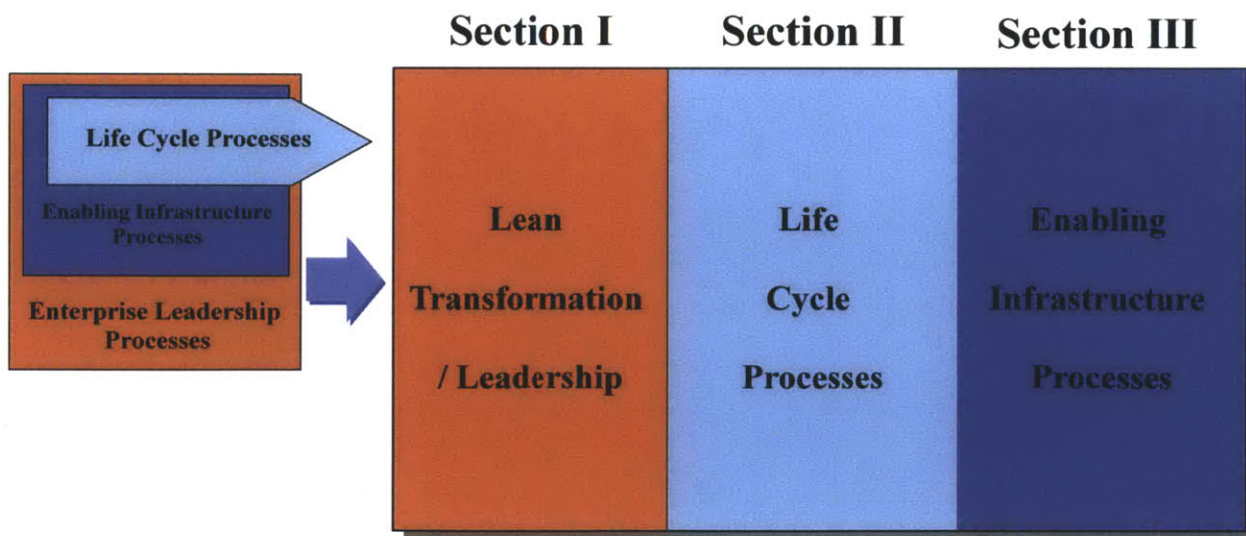 Section I
Section II
Section III
Life Cycle Processes
Enabling Infrastructure
Processes
Enterprise Leadership
Processes
Lean
Transformation
/ Leadership
Life
Cycle
Processes
Enabling
Infrastructure
Processes